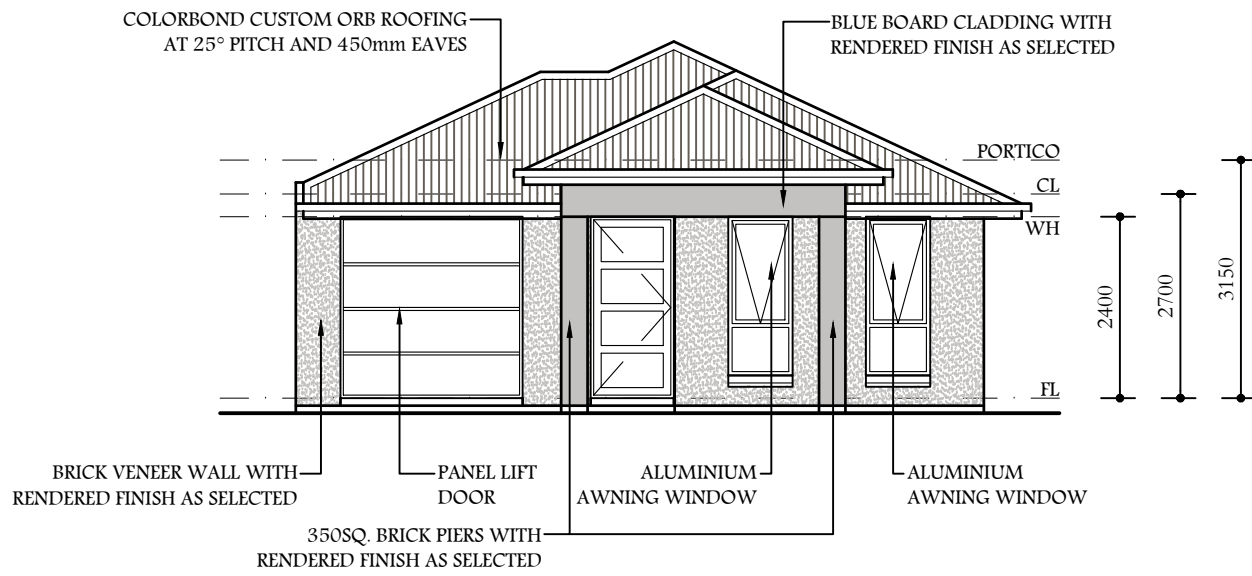 COLORBOND CUSTOM ORB ROOFING
AT 25° PITCH AND 450mm EAVES
BLUE BOARD CLADDING WITH
RENDERED FINISH AS SELECTED
PORTICO
CL
WH
2400
2700
3150
FL
BRICK VENEER WALL WITH
RENDERED FINISH AS SELECTED
PANEL LIFT
DOOR
ALUMINIUM
AWNING WINDOW
ALUMINIUM
AWNING WINDOW
350SQ. BRICK PIERS WITH
RENDERED FINISH AS SELECTED